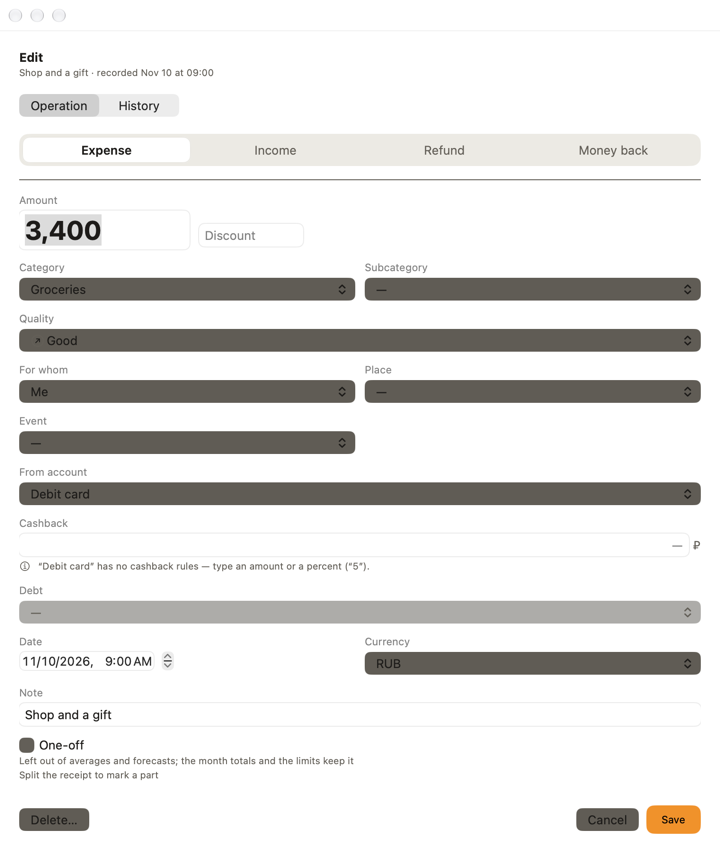 Edit
Shop and a gift · recorded Nov 10 at 09:00
Operation History
Expense Income Refund Money back
Amount
3,400 Discount
Category Subcategory
Groceries —
Quality
↗ Good
For whom Place
Me —
Event
—
From account
Debit card
Cashback
— ₽
ⓘ “Debit card” has no cashback rules — type an amount or a percent (“5”).
Debt
—
Date Currency
11/10/2026, 9:00 AM RUB
Note
Shop and a gift
One-off
Left out of averages and forecasts; the month totals and the limits keep it
Split the receipt to mark a part
Delete... Cancel Save